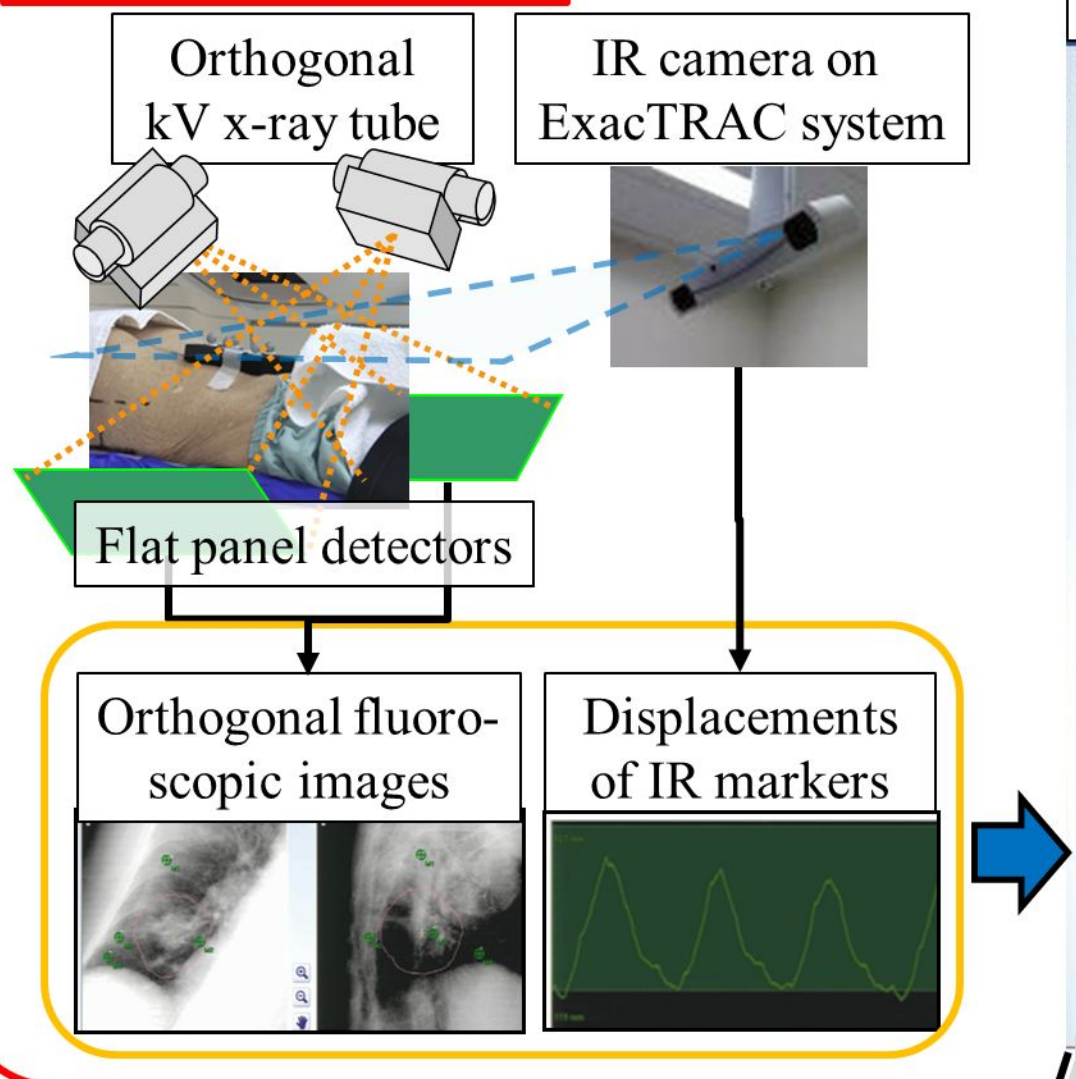 Orthogonal
kV x-ray tube
IR camera on
ExacTRAC system
Flat panel detectors
Orthogonal fluoro-
scopic images
Displacements
of IR markers